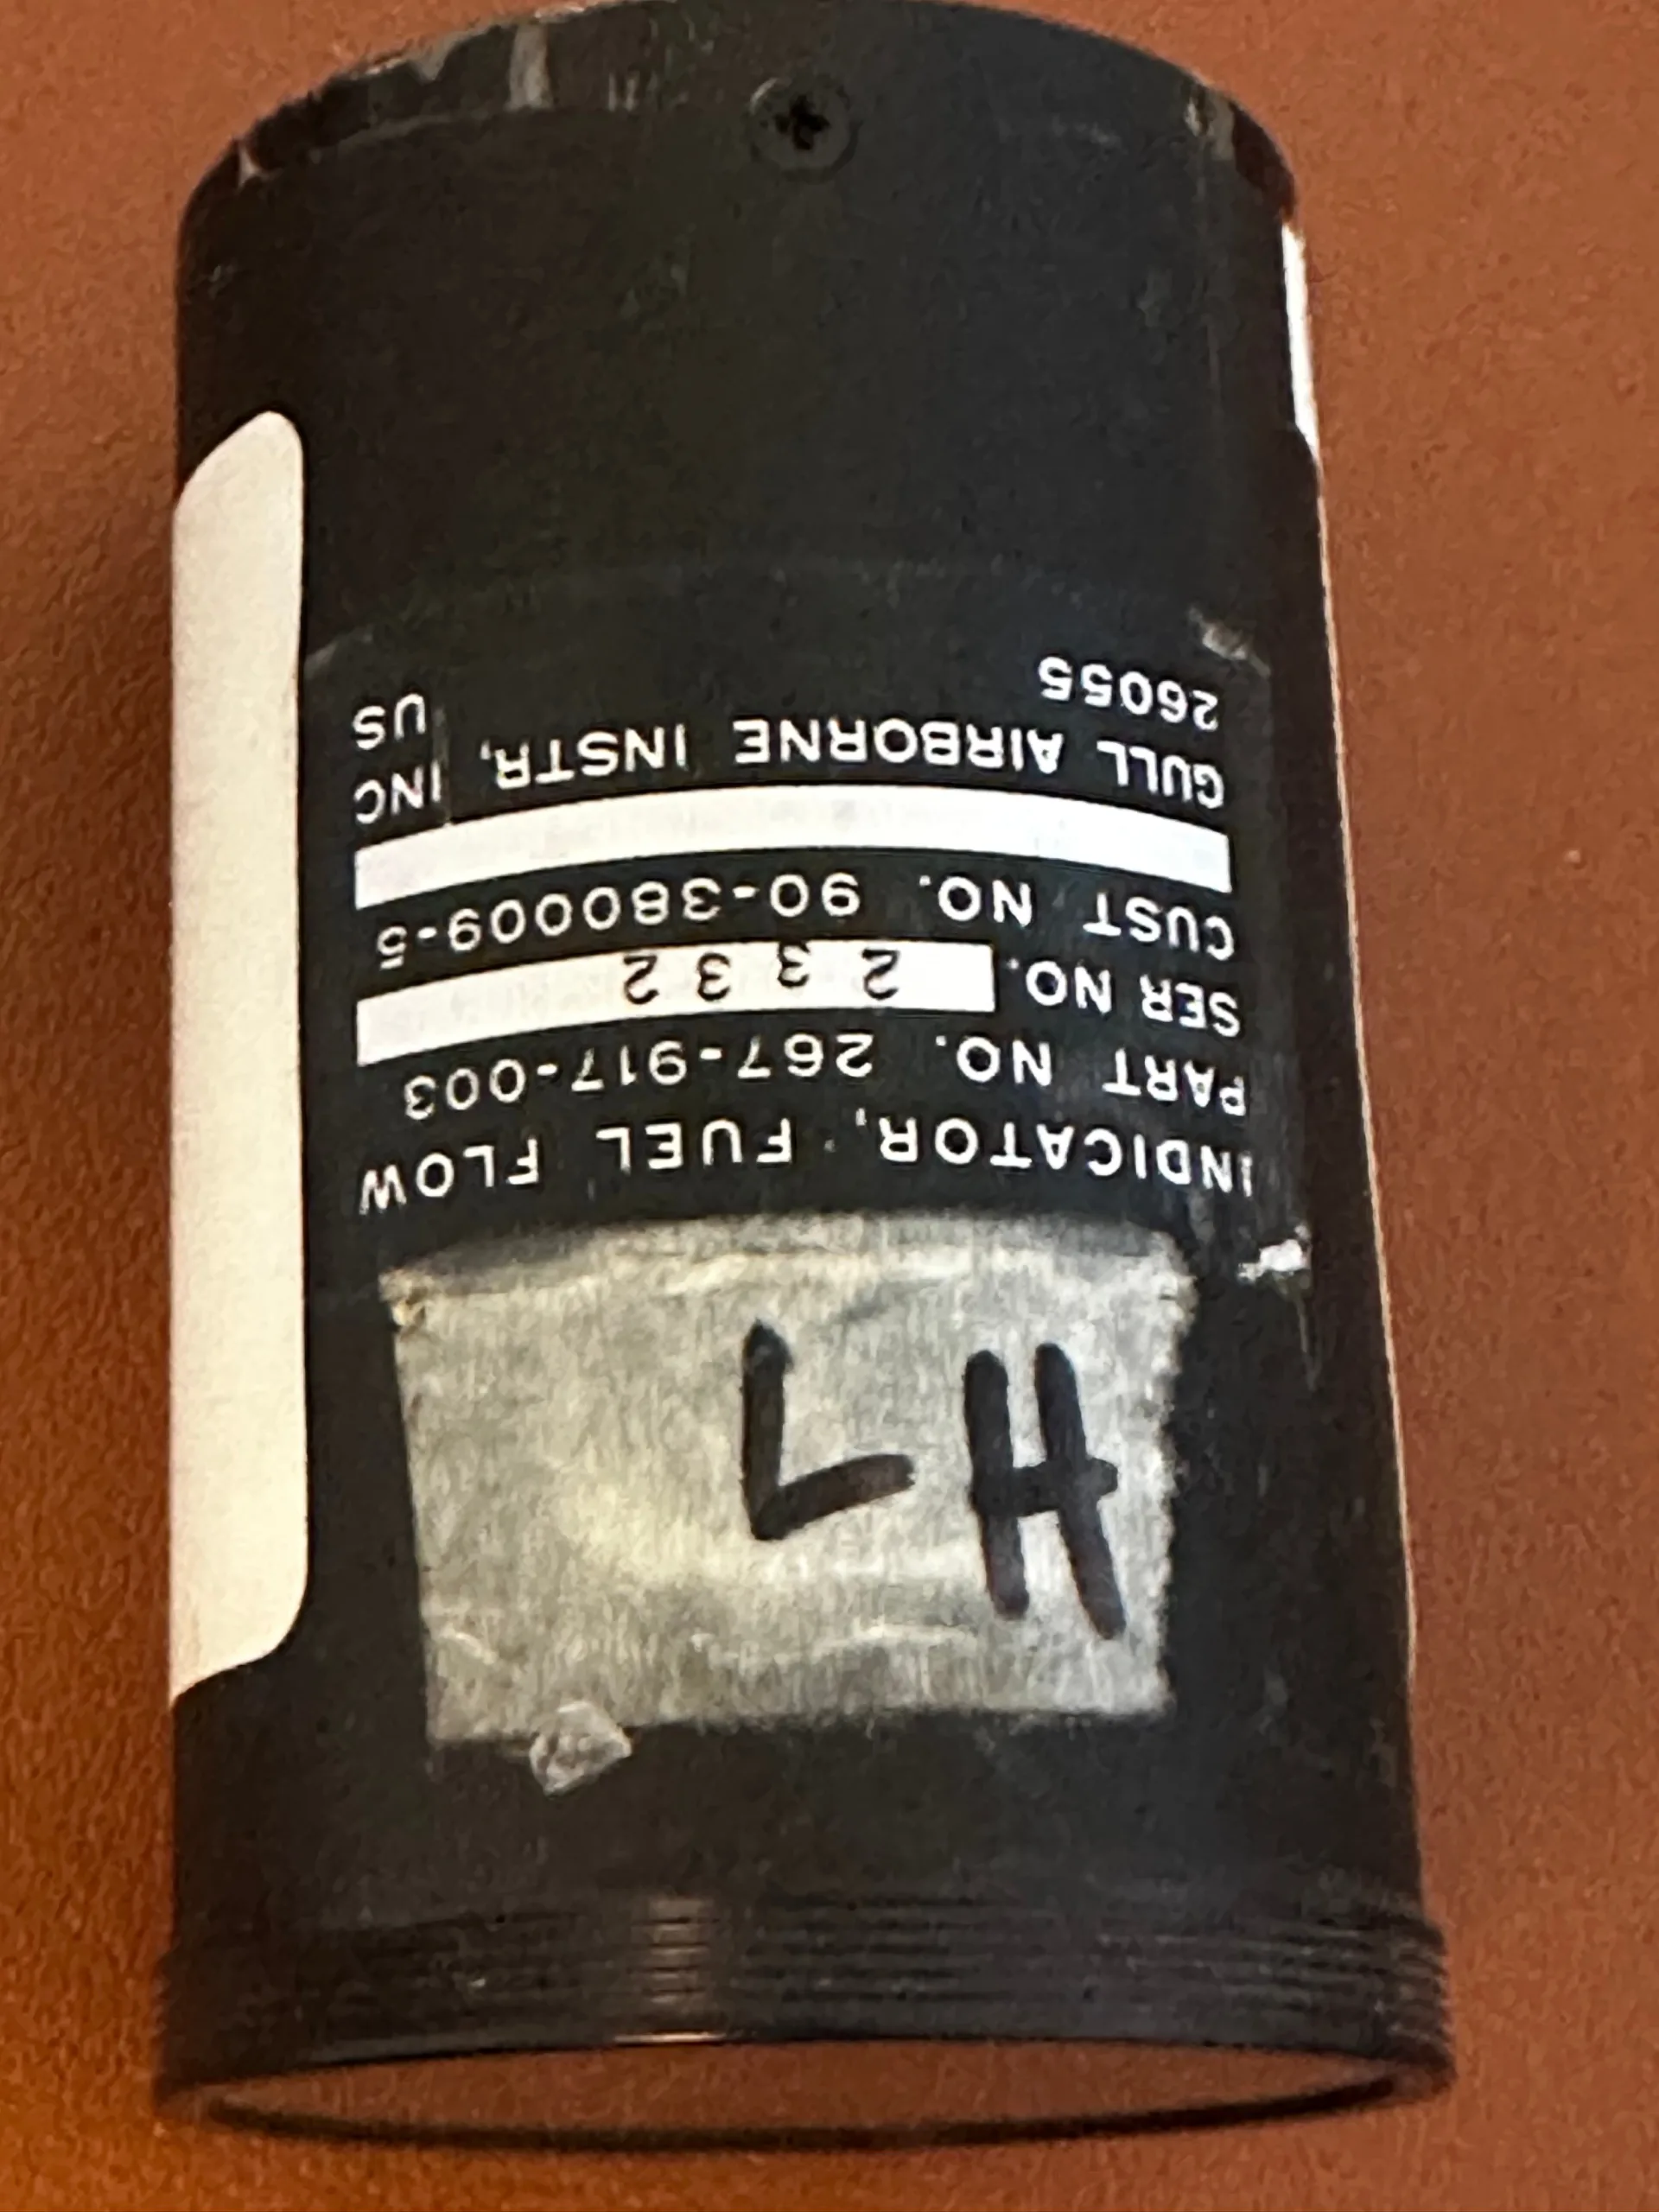 LH
INDICATOR, FUEL FLOW
PART NO. 267-917-003
SER NO. 2 3 3 2
CUST NO. 90-380009-5
GULL AIRBORNE INSTR, INC
26055 US